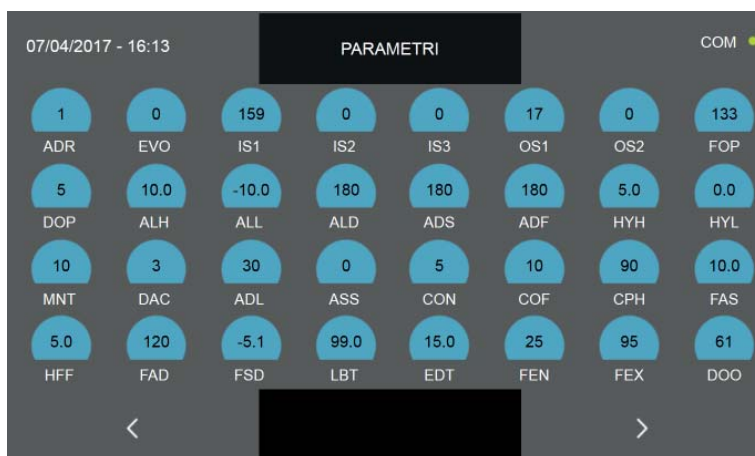 07/04/2017 - 16:13 PARAMETRI COM
1 0 159 0 0 17 0 133
ADR EVO IS1 IS2 IS3 OS1 OS2 FOP
5 10.0 -10.0 180 180 180 5.0 0.0
DOP ALH ALL ALD ADS ADF HYH HYL
10 3 30 0 5 10 90 10.0
MNT DAC ADL ASS CON COF CPH FAS
5.0 120 -5.1 99.0 15.0 25 95 61
HFF FAD FSD LBT EDT FEN FEX DOO